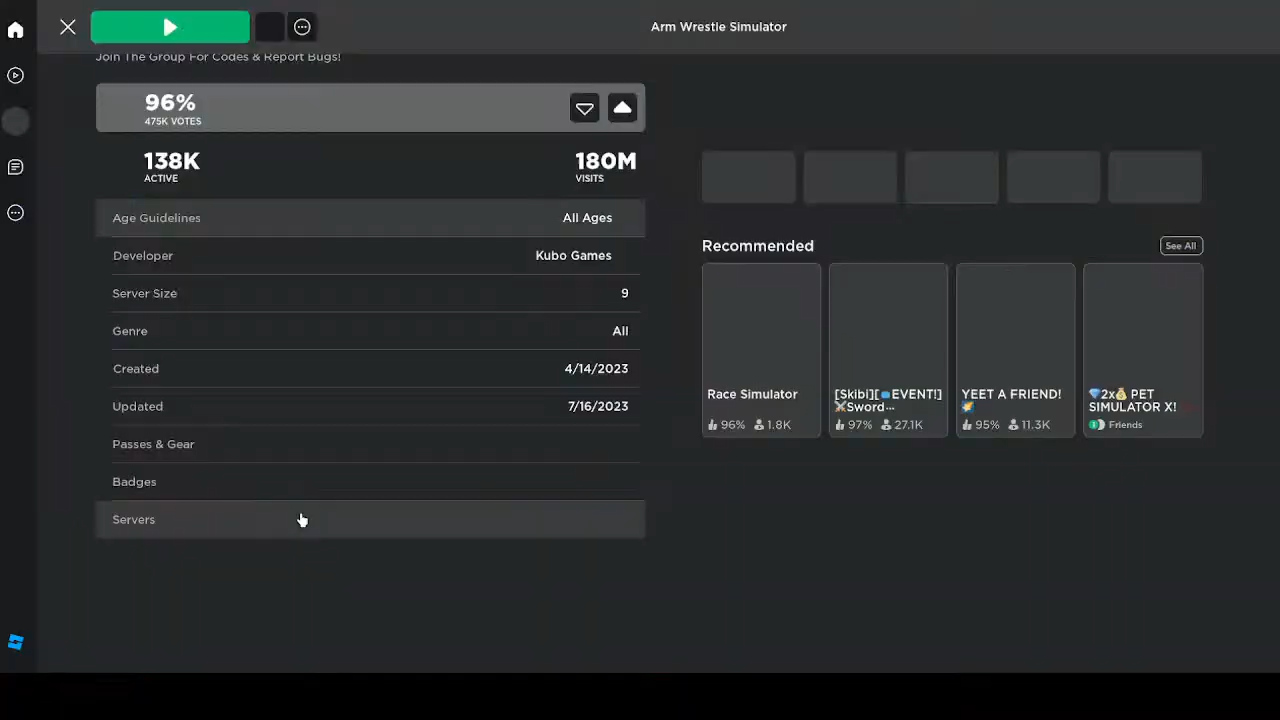 Arm Wrestle Simulator
Join The Group For Codes & Report Bugs!
96%
475K VOTES
138K
ACTIVE
180M
VISITS
Age Guidelines All Ages
Developer Kubo Games
Server Size 9
Genre All
Created 4/14/2023
Updated 7/16/2023
Passes & Gear
Badges
Servers
Recommended
See All
Race Simulator
96% 1.8K
[Skibi][👕EVENT!]
⚔️Sword...
97% 27.1K
YEET A FRIEND!
🌠
95% 11.3K
💎2x💰 PET
SIMULATOR X!
1 Friends